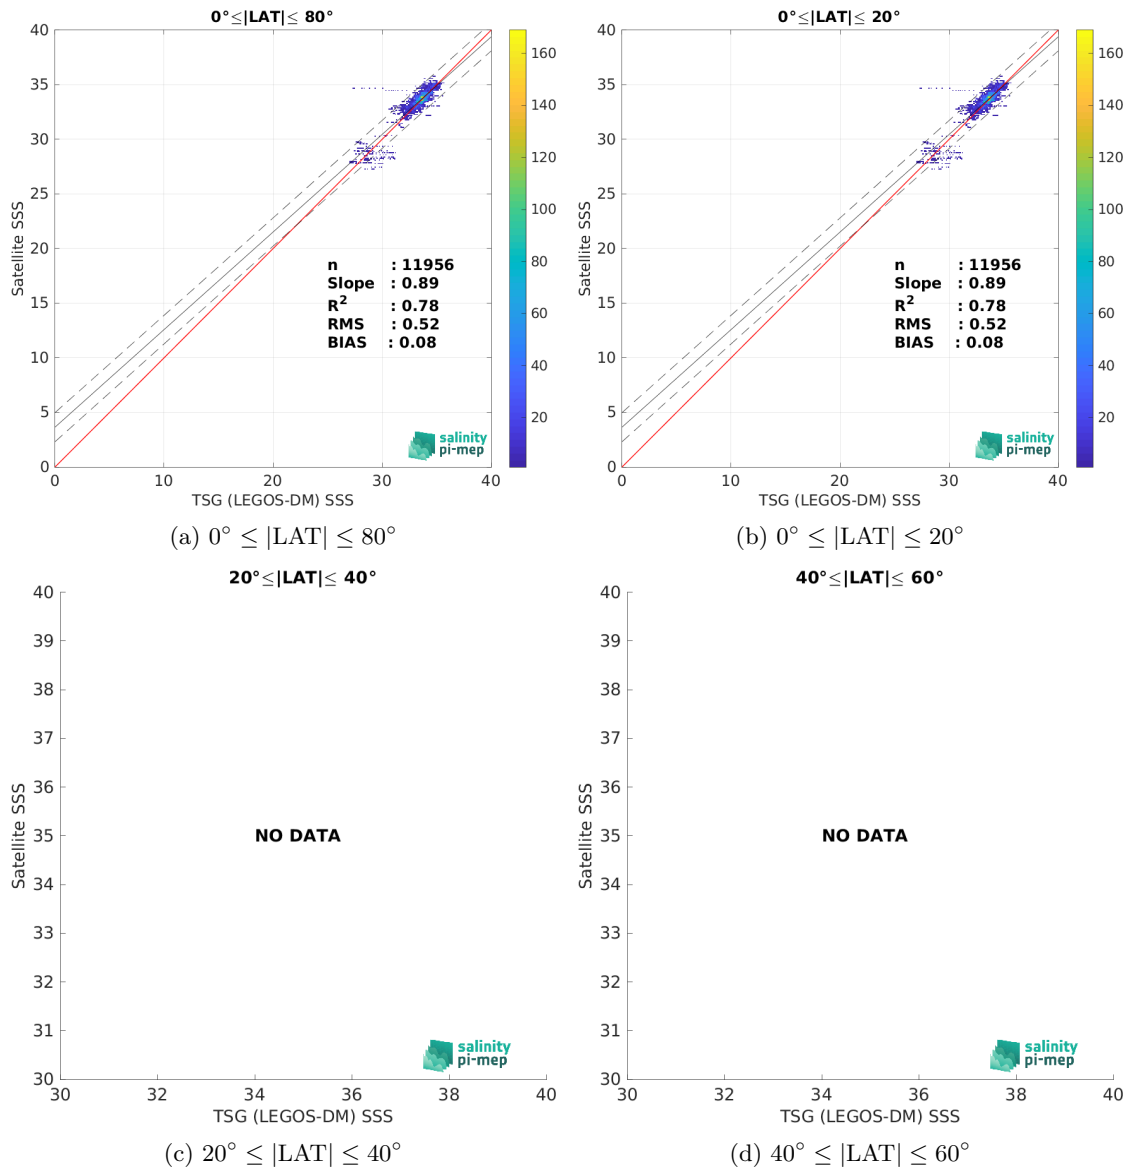 0°≤|LAT|≤ 80°
40
35
30
25
20
15
10
5
0
Satellite SSS
n : 11956
Slope : 0.89
R² : 0.78
RMS : 0.52
BIAS : 0.08
salinity
pi-mep
0 10 20 30 40
TSG (LEGOS-DM) SSS
160
140
120
100
80
60
40
20
(a) 0° ≤ |LAT| ≤ 80°
0°≤|LAT|≤ 20°
40
35
30
25
20
15
10
5
0
Satellite SSS
n : 11956
Slope : 0.89
R² : 0.78
RMS : 0.52
BIAS : 0.08
salinity
pi-mep
0 10 20 30 40
TSG (LEGOS-DM) SSS
160
140
120
100
80
60
40
20
(b) 0° ≤ |LAT| ≤ 20°
20°≤|LAT|≤ 40°
40
39
38
37
36
35
34
33
32
31
30
Satellite SSS
NO DATA
salinity
pi-mep
30 32 34 36 38 40
TSG (LEGOS-DM) SSS
(c) 20° ≤ |LAT| ≤ 40°
40°≤|LAT|≤ 60°
40
39
38
37
36
35
34
33
32
31
30
Satellite SSS
NO DATA
salinity
pi-mep
30 32 34 36 38 40
TSG (LEGOS-DM) SSS
(d) 40° ≤ |LAT| ≤ 60°